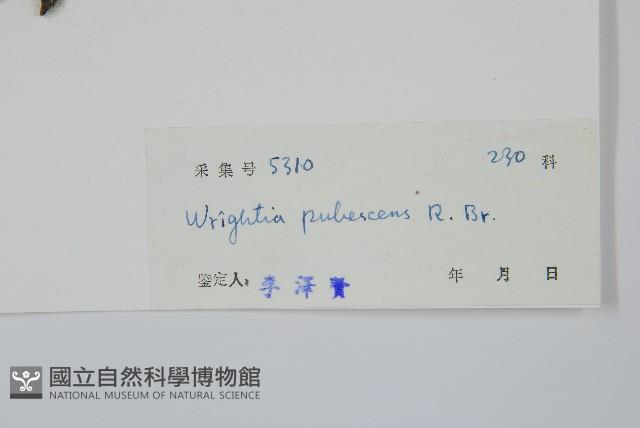 采集号 5310 230 科
Wrightia pubescens R. Br.
鉴定人: 李泽賢 年 月 日
國立自然科學博物館
NATIONAL MUSEUM OF NATURAL SCIENCE